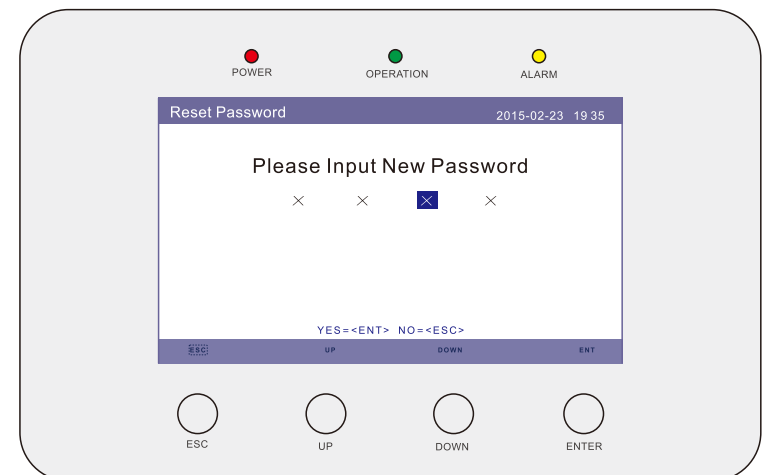 POWER OPERATION ALARM
Reset Password 2015-02-23 19 35
Please Input New Password
× × × ×
YES=<ENT> NO=<ESC>
ESC UP DOWN ENT
ESC UP DOWN ENTER